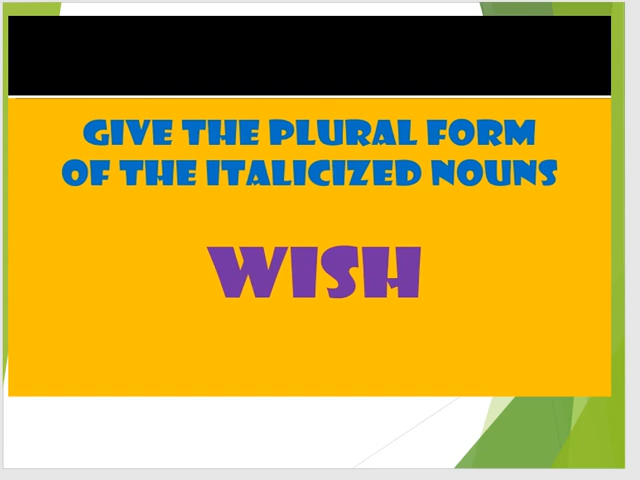 GIVE THE PLURAL FORM
OF THE ITALICIZED NOUNS
WISH